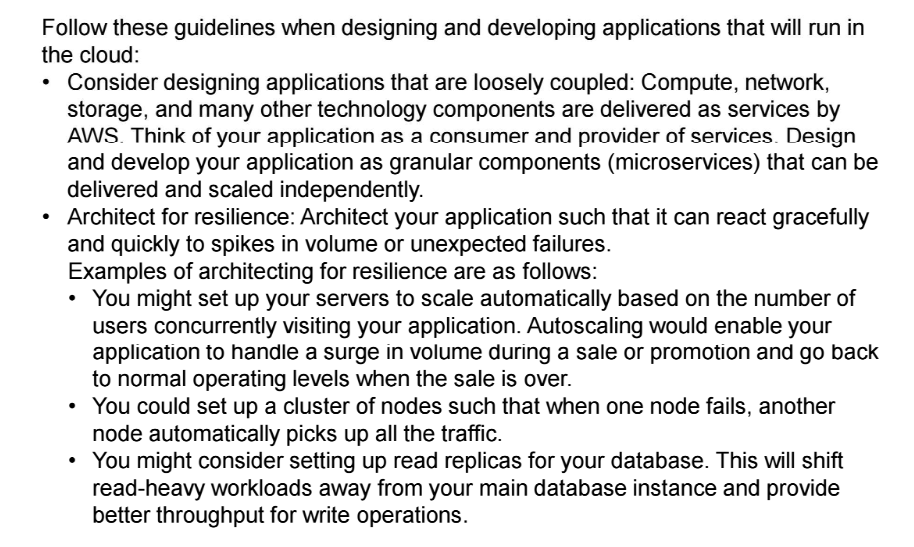 Follow these guidelines when designing and developing applications that will run in
the cloud:
• Consider designing applications that are loosely coupled: Compute, network,
storage, and many other technology components are delivered as services by
AWS. Think of your application as a consumer and provider of services. Design
and develop your application as granular components (microservices) that can be
delivered and scaled independently.
• Architect for resilience: Architect your application such that it can react gracefully
and quickly to spikes in volume or unexpected failures.
Examples of architecting for resilience are as follows:
• You might set up your servers to scale automatically based on the number of
users concurrently visiting your application. Autoscaling would enable your
application to handle a surge in volume during a sale or promotion and go back
to normal operating levels when the sale is over.
• You could set up a cluster of nodes such that when one node fails, another
node automatically picks up all the traffic.
• You might consider setting up read replicas for your database. This will shift
read-heavy workloads away from your main database instance and provide
better throughput for write operations.